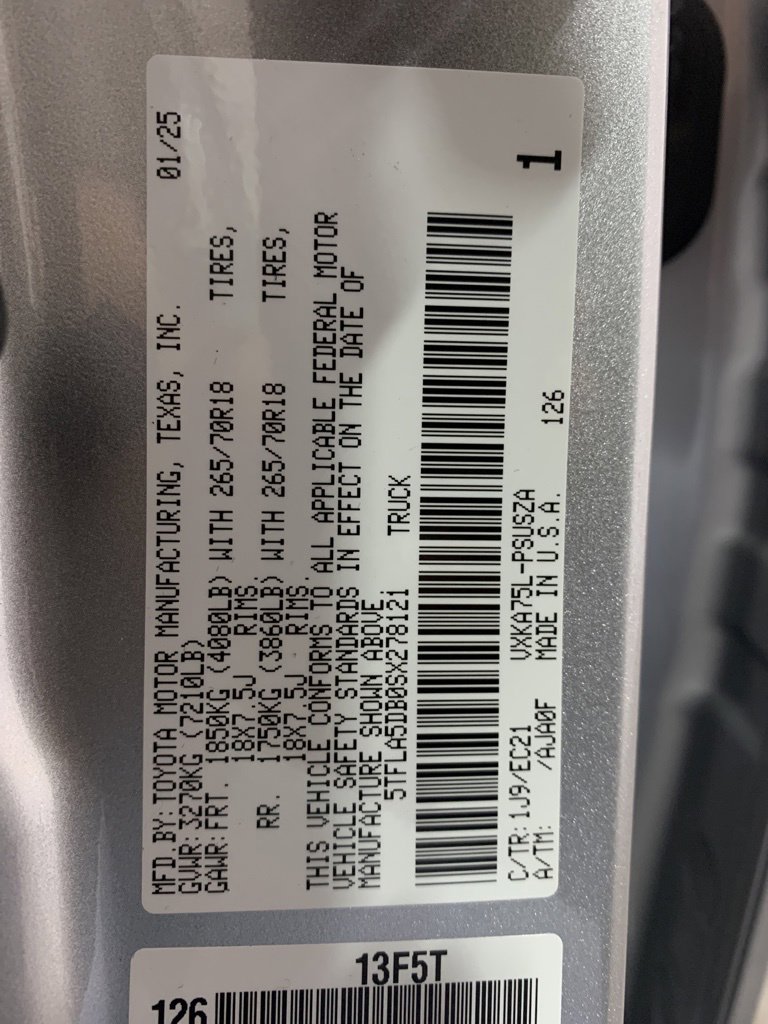 MFD.BY:TOYOTA MOTOR MANUFACTURING, TEXAS, INC. 01/25
GVWR:3270KG (7210LB)
GAWR:FRT. 1850KG (4080LB) WITH 265/70R18 TIRES,
18X7.5J RIMS.
RR. 1750KG (3860LB) WITH 265/70R18 TIRES,
18X7.5J RIMS.
THIS VEHICLE CONFORMS TO ALL APPLICABLE FEDERAL MOTOR
VEHICLE SAFETY STANDARDS IN EFFECT ON THE DATE OF
MANUFACTURE SHOWN ABOVE.
5TFLA5DB0SX278121 TRUCK
1
C/TR:1J9/EC21 VXKA75L-PSUSZA 126
A/TM: /AJA0F MADE IN U.S.A.
13F5T
126